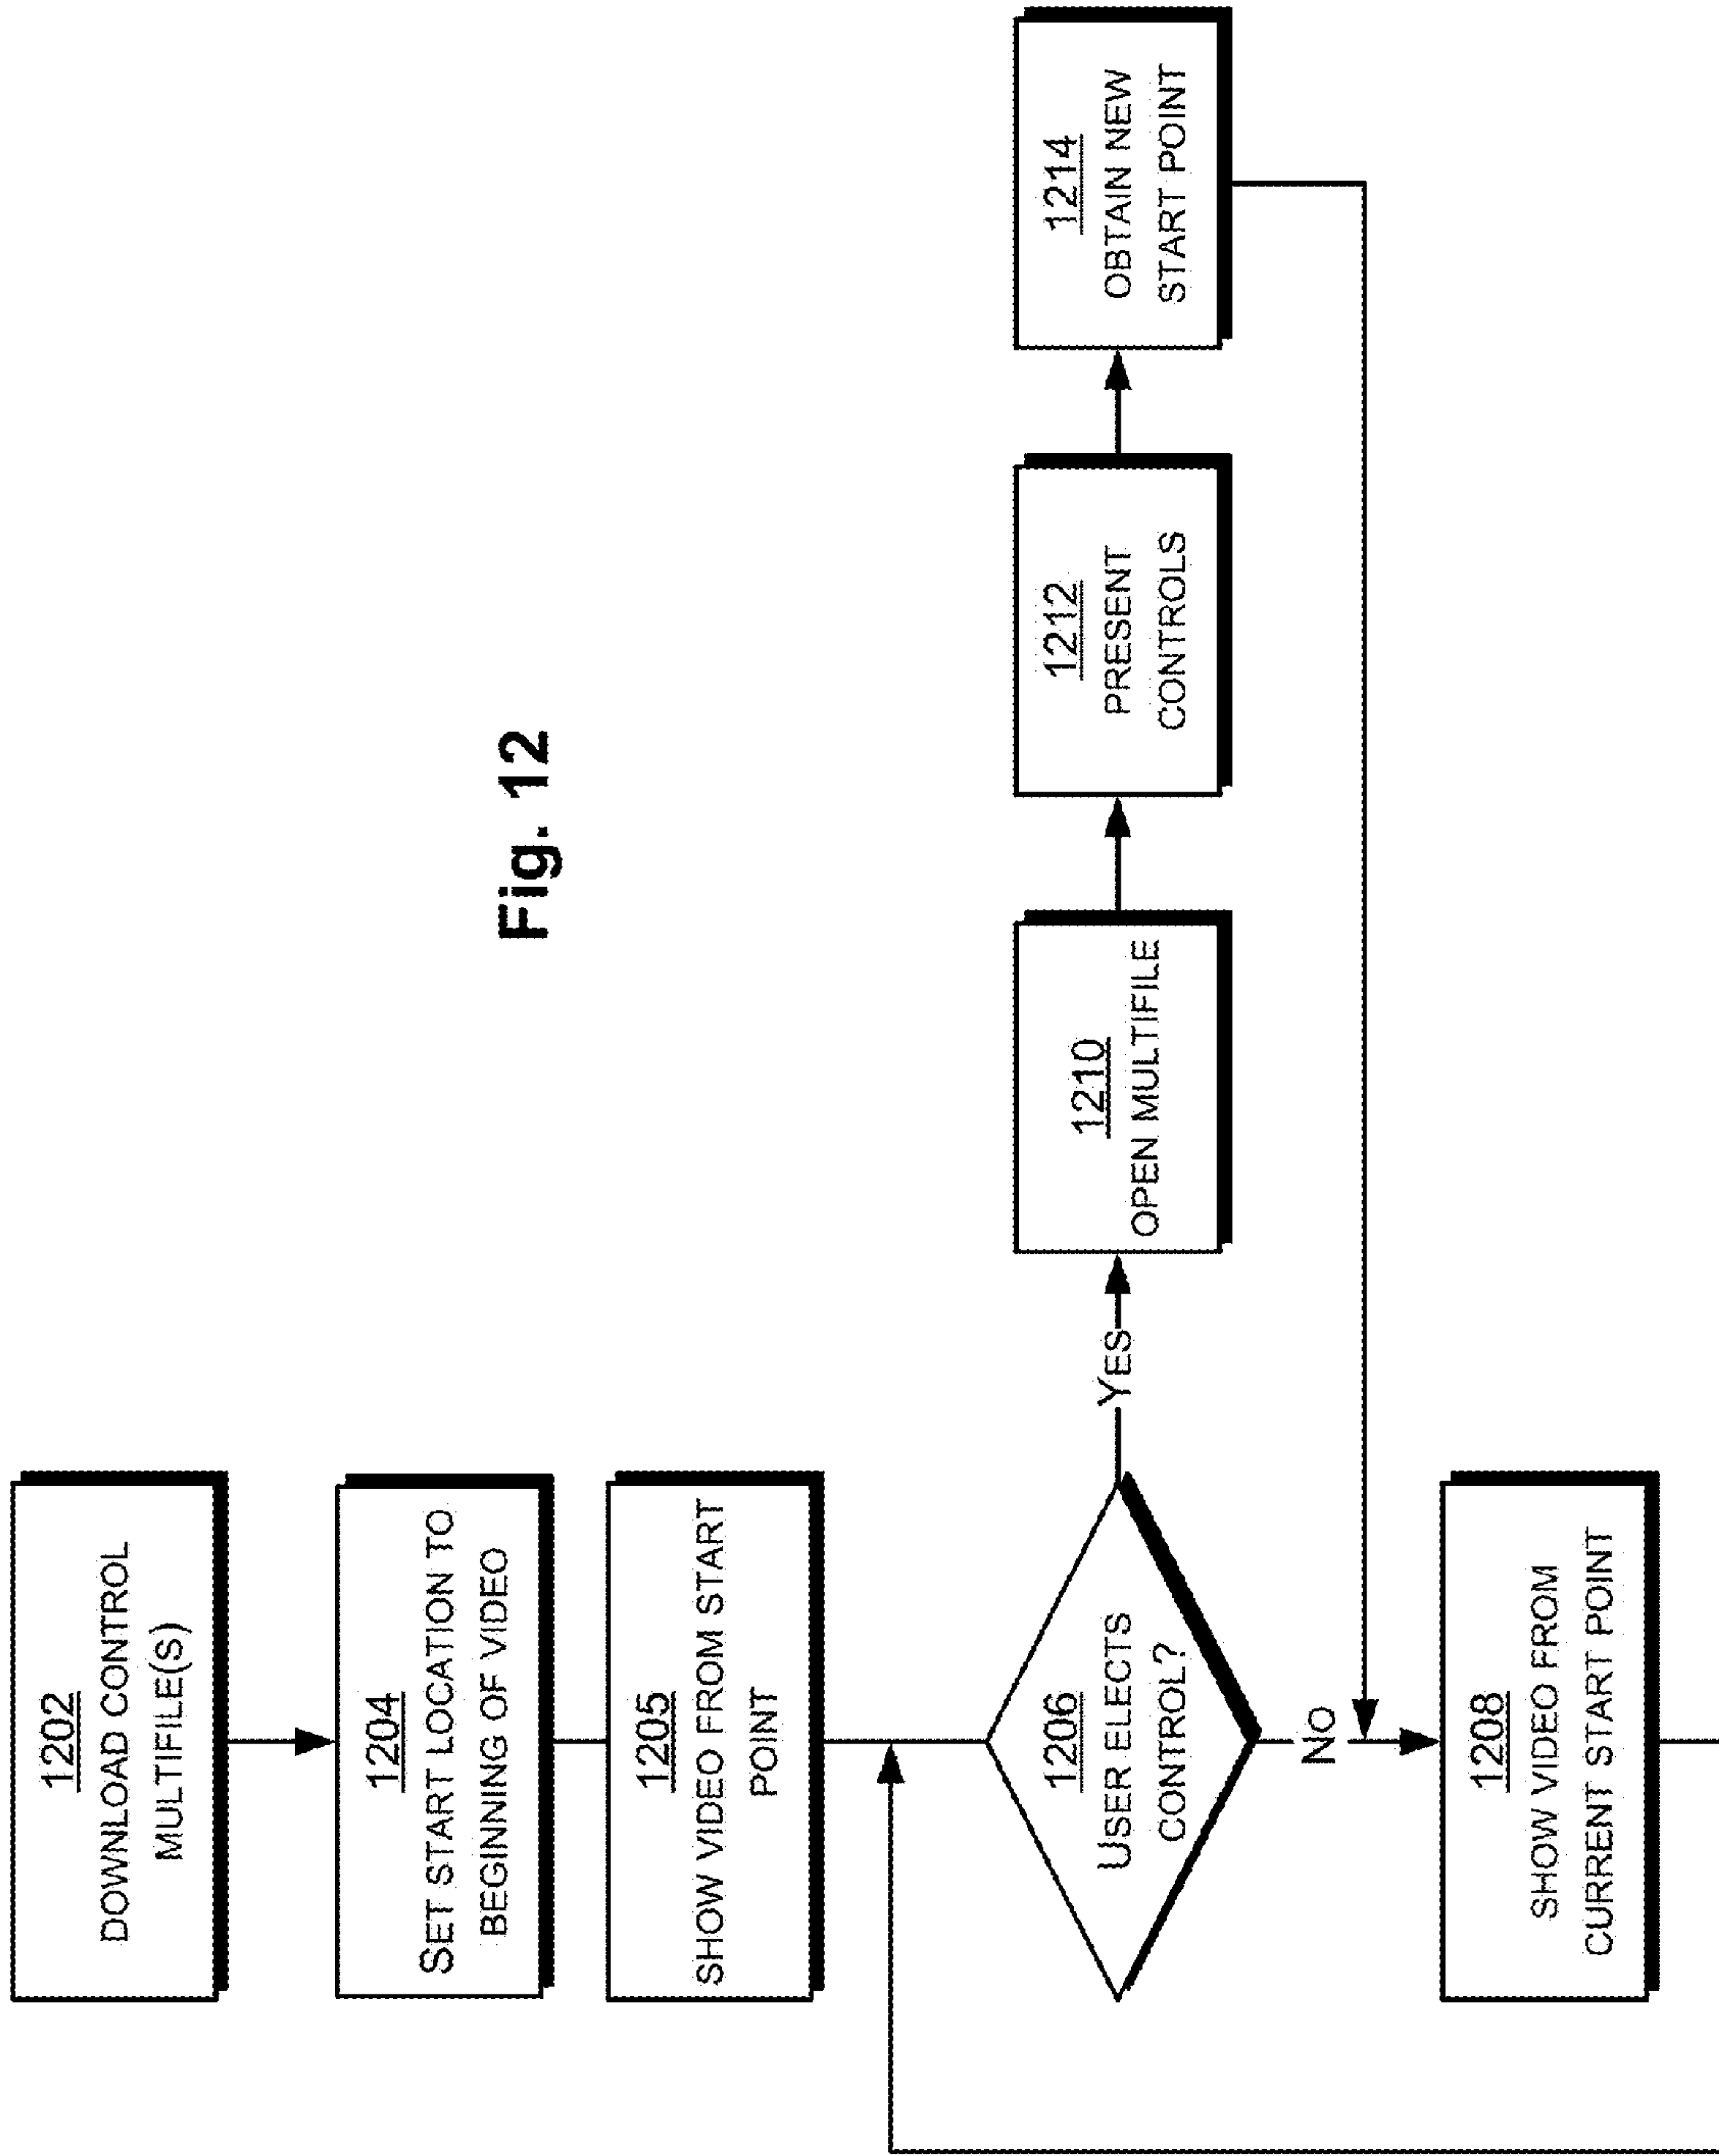 1202
DOWNLOAD CONTROL
MULTIFILE(S)
1204
SET START LOCATION TO
BEGINNING OF VIDEO
1205
SHOW VIDEO FROM START
POINT
1206
USER ELECTS
CONTROL?
YES
NO
1208
SHOW VIDEO FROM
CURRENT START POINT
1210
OPEN MULTIFILE
1212
PRESENT
CONTROLS
1214
OBTAIN NEW
START POINT
Fig. 12